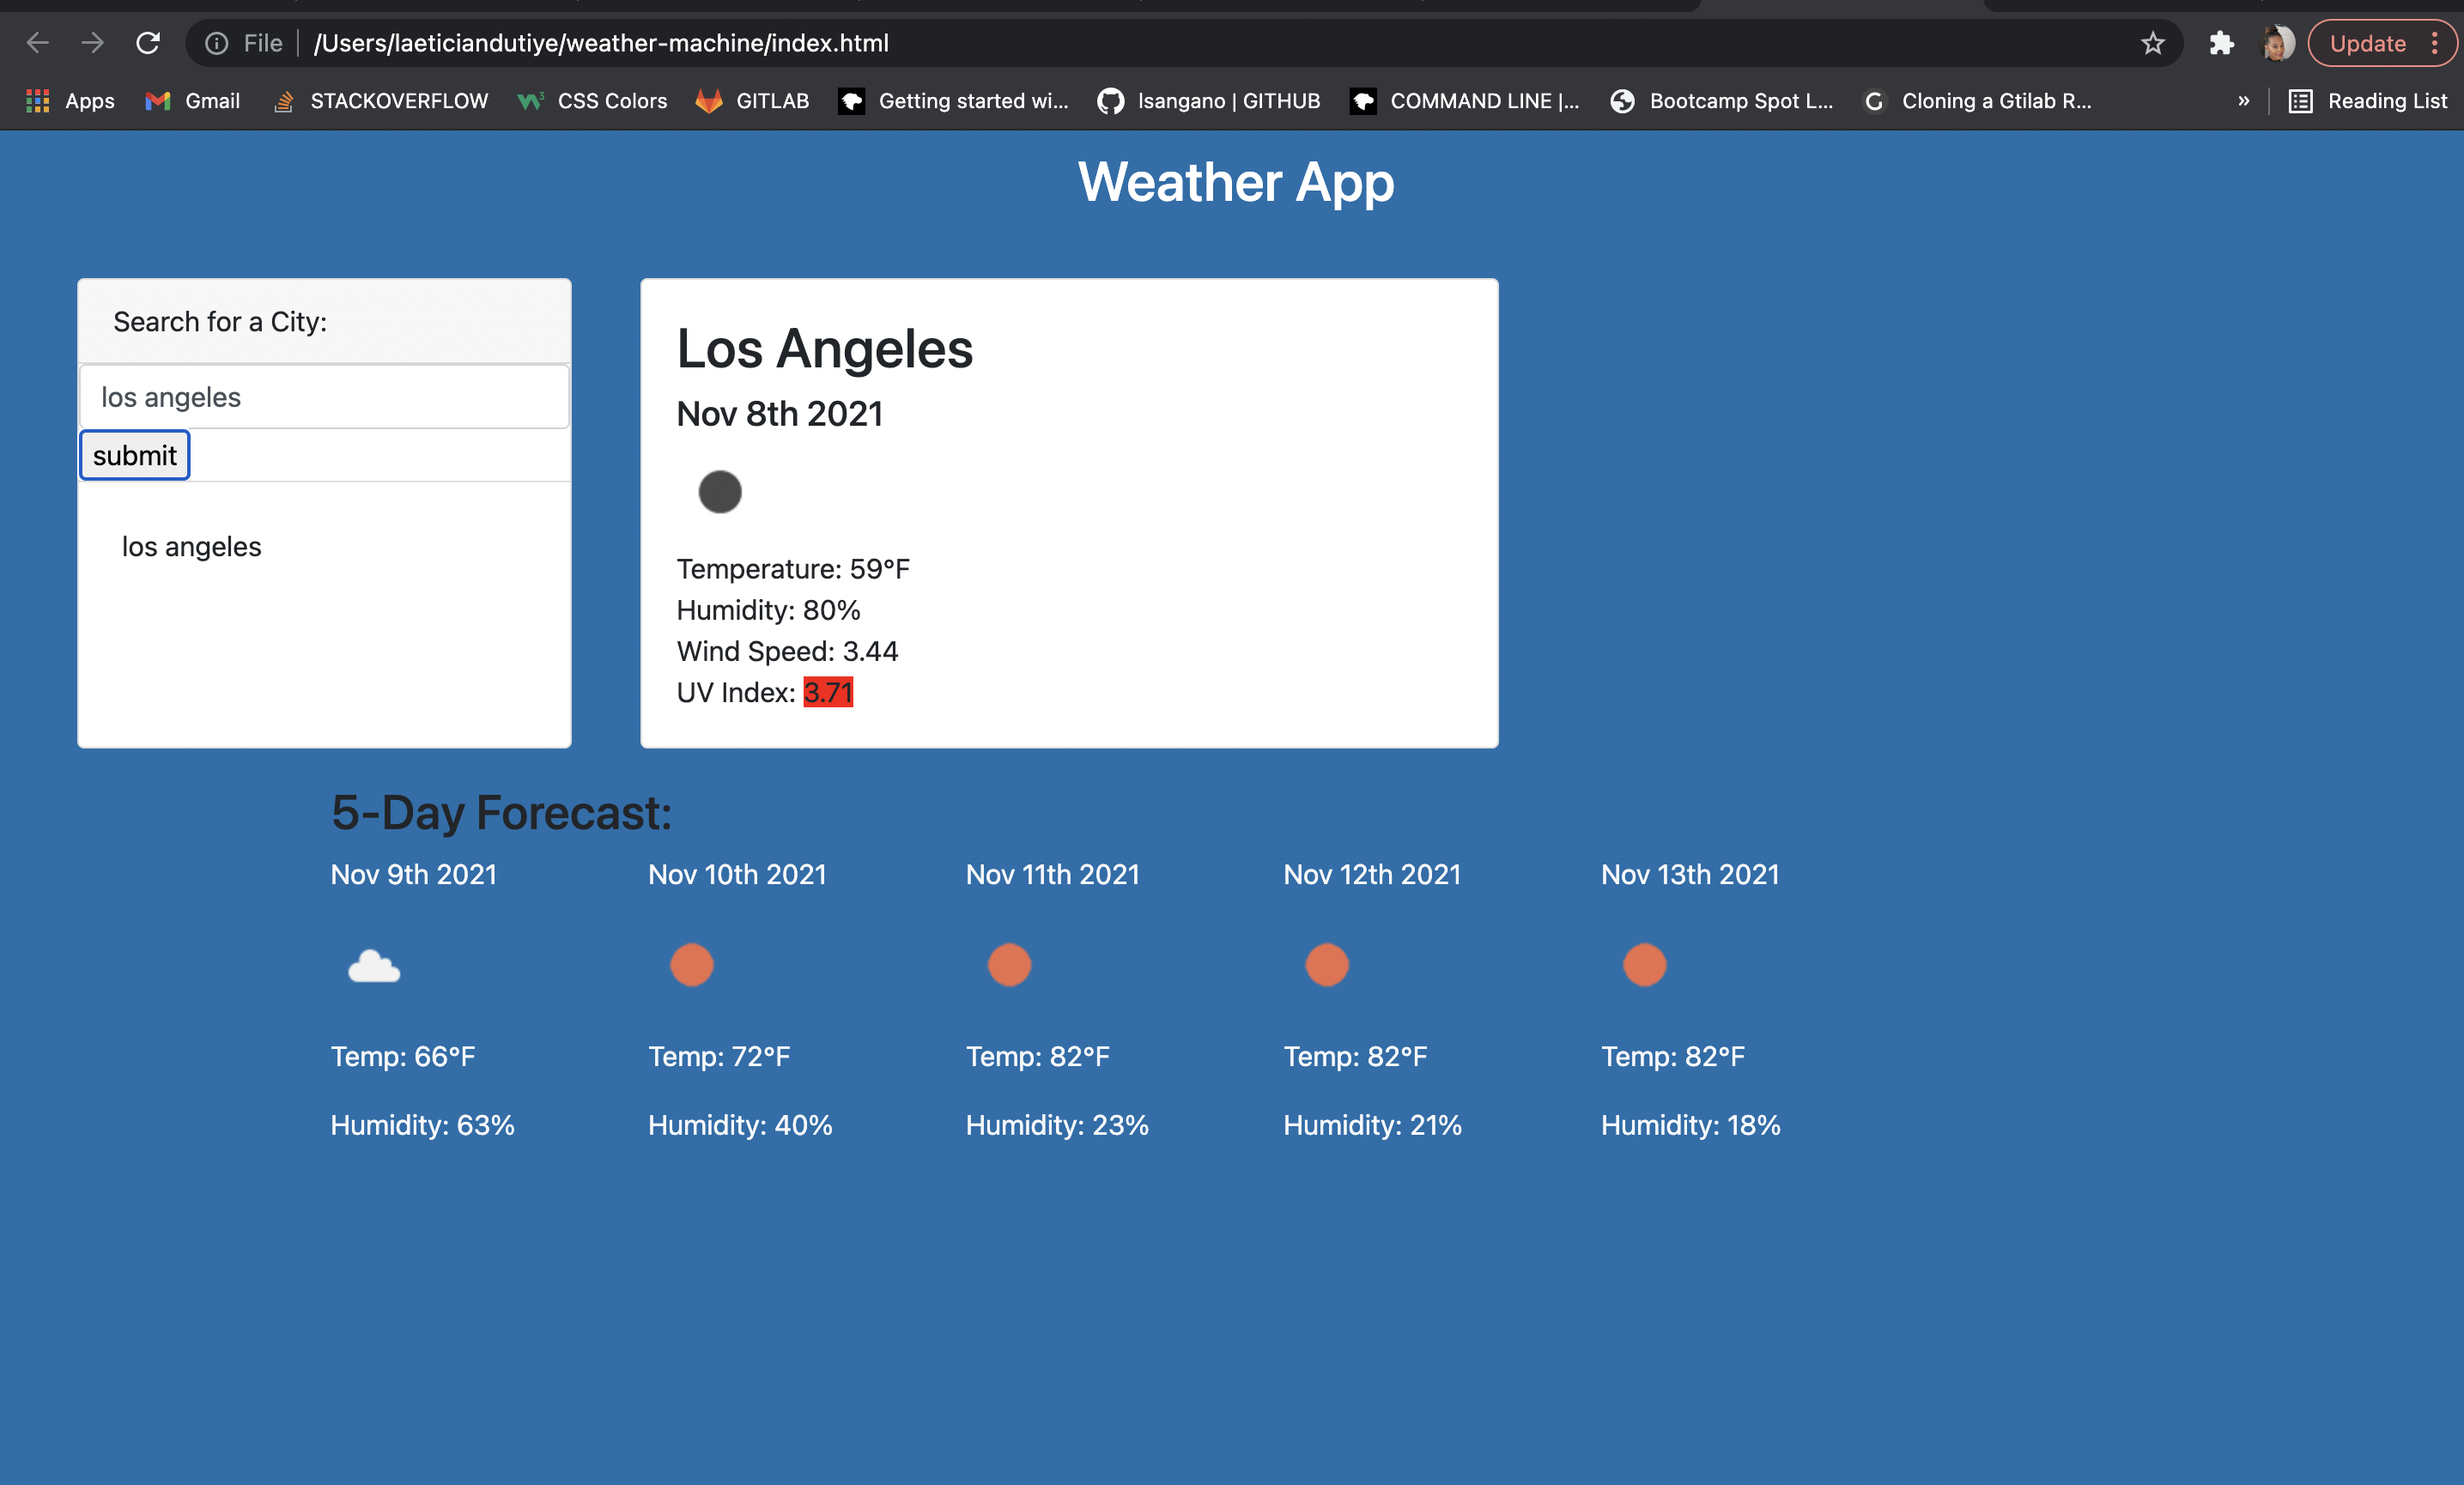 File /Users/laeticiandutiye/weather-machine/index.html Update
Apps Gmail STACKOVERFLOW W3 CSS Colors GITLAB Getting started wi... Isangano | GITHUB COMMAND LINE |... Bootcamp Spot L... Cloning a Gtilab R... » Reading List
Weather App
Search for a City:
los angeles
submit
los angeles
Los Angeles
Nov 8th 2021
Temperature: 59°F
Humidity: 80%
Wind Speed: 3.44
UV Index: 3.71
5-Day Forecast:
Nov 9th 2021 Nov 10th 2021 Nov 11th 2021 Nov 12th 2021 Nov 13th 2021
Temp: 66°F Temp: 72°F Temp: 82°F Temp: 82°F Temp: 82°F
Humidity: 63% Humidity: 40% Humidity: 23% Humidity: 21% Humidity: 18%